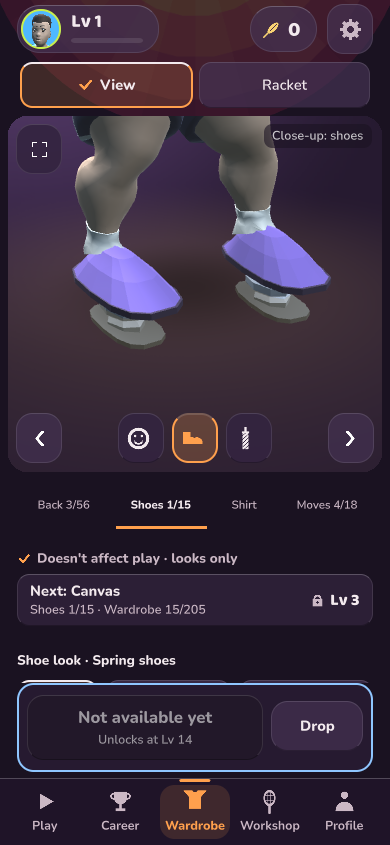 Lv 1
0
View
Racket
Close-up: shoes
Back 3/56
Shoes 1/15
Shirt
Moves 4/18
Doesn't affect play · looks only
Next: Canvas
Shoes 1/15 · Wardrobe 15/205
Lv 3
Shoe look · Spring shoes
Not available yet
Unlocks at Lv 14
Drop
Play
Career
Wardrobe
Workshop
Profile